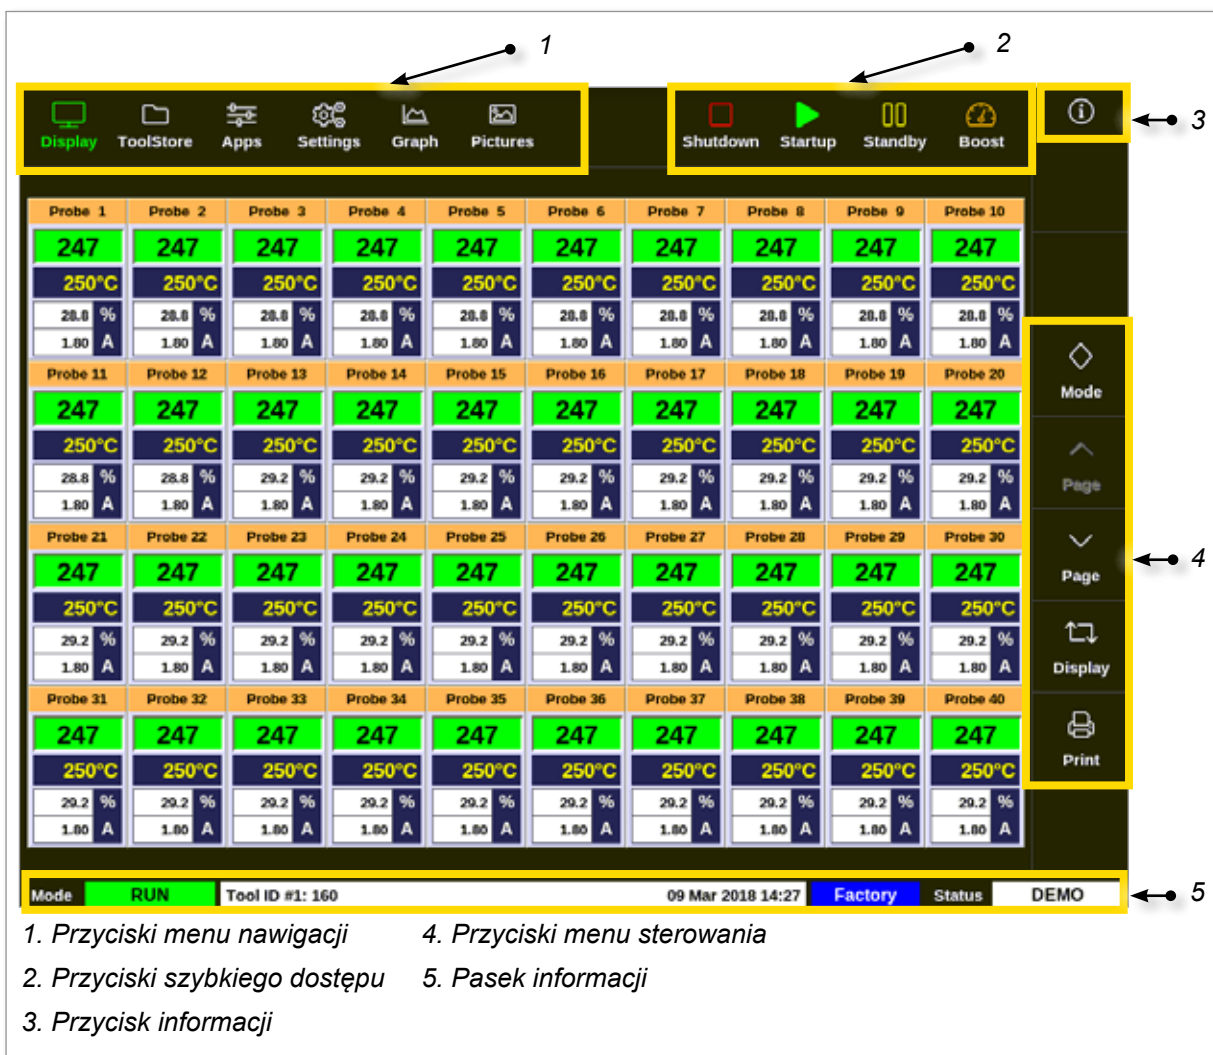 1
2
Display ToolStore Apps Settings Graph Pictures
Shutdown Startup Standby Boost
3
Probe 1 Probe 2 Probe 3 Probe 4 Probe 5 Probe 6 Probe 7 Probe 8 Probe 9 Probe 10
247 247 247 247 247 247 247 247 247 247
250°C 250°C 250°C 250°C 250°C 250°C 250°C 250°C 250°C 250°C
28.8 % 28.8 % 28.8 % 28.8 % 28.8 % 28.8 % 28.8 % 28.8 % 28.8 % 28.8 %
1.80 A 1.80 A 1.80 A 1.80 A 1.80 A 1.80 A 1.80 A 1.80 A 1.80 A 1.80 A
Probe 11 Probe 12 Probe 13 Probe 14 Probe 15 Probe 16 Probe 17 Probe 18 Probe 19 Probe 20
247 247 247 247 247 247 247 247 247 247
250°C 250°C 250°C 250°C 250°C 250°C 250°C 250°C 250°C 250°C
28.8 % 28.8 % 29.2 % 29.2 % 29.2 % 29.2 % 29.2 % 29.2 % 29.2 % 29.2 %
1.80 A 1.80 A 1.80 A 1.80 A 1.80 A 1.80 A 1.80 A 1.80 A 1.80 A 1.80 A
Probe 21 Probe 22 Probe 23 Probe 24 Probe 25 Probe 26 Probe 27 Probe 28 Probe 29 Probe 30
247 247 247 247 247 247 247 247 247 247
250°C 250°C 250°C 250°C 250°C 250°C 250°C 250°C 250°C 250°C
29.2 % 29.2 % 29.2 % 29.2 % 29.2 % 29.2 % 29.2 % 29.2 % 29.2 % 29.2 %
1.80 A 1.80 A 1.80 A 1.80 A 1.80 A 1.80 A 1.80 A 1.80 A 1.80 A 1.80 A
Probe 31 Probe 32 Probe 33 Probe 34 Probe 35 Probe 36 Probe 37 Probe 38 Probe 39 Probe 40
247 247 247 247 247 247 247 247 247 247
250°C 250°C 250°C 250°C 250°C 250°C 250°C 250°C 250°C 250°C
29.2 % 29.2 % 29.2 % 29.2 % 29.2 % 29.2 % 29.2 % 29.2 % 29.2 % 29.2 %
1.80 A 1.80 A 1.80 A 1.80 A 1.80 A 1.80 A 1.80 A 1.80 A 1.80 A 1.80 A
Mode
Page
Page
Display
Print
4
Mode RUN Tool ID #1: 160 09 Mar 2018 14:27 Factory Status DEMO
5
1. Przyciski menu nawigacji
2. Przyciski szybkiego dostępu
3. Przycisk informacji
4. Przyciski menu sterowania
5. Pasek informacji